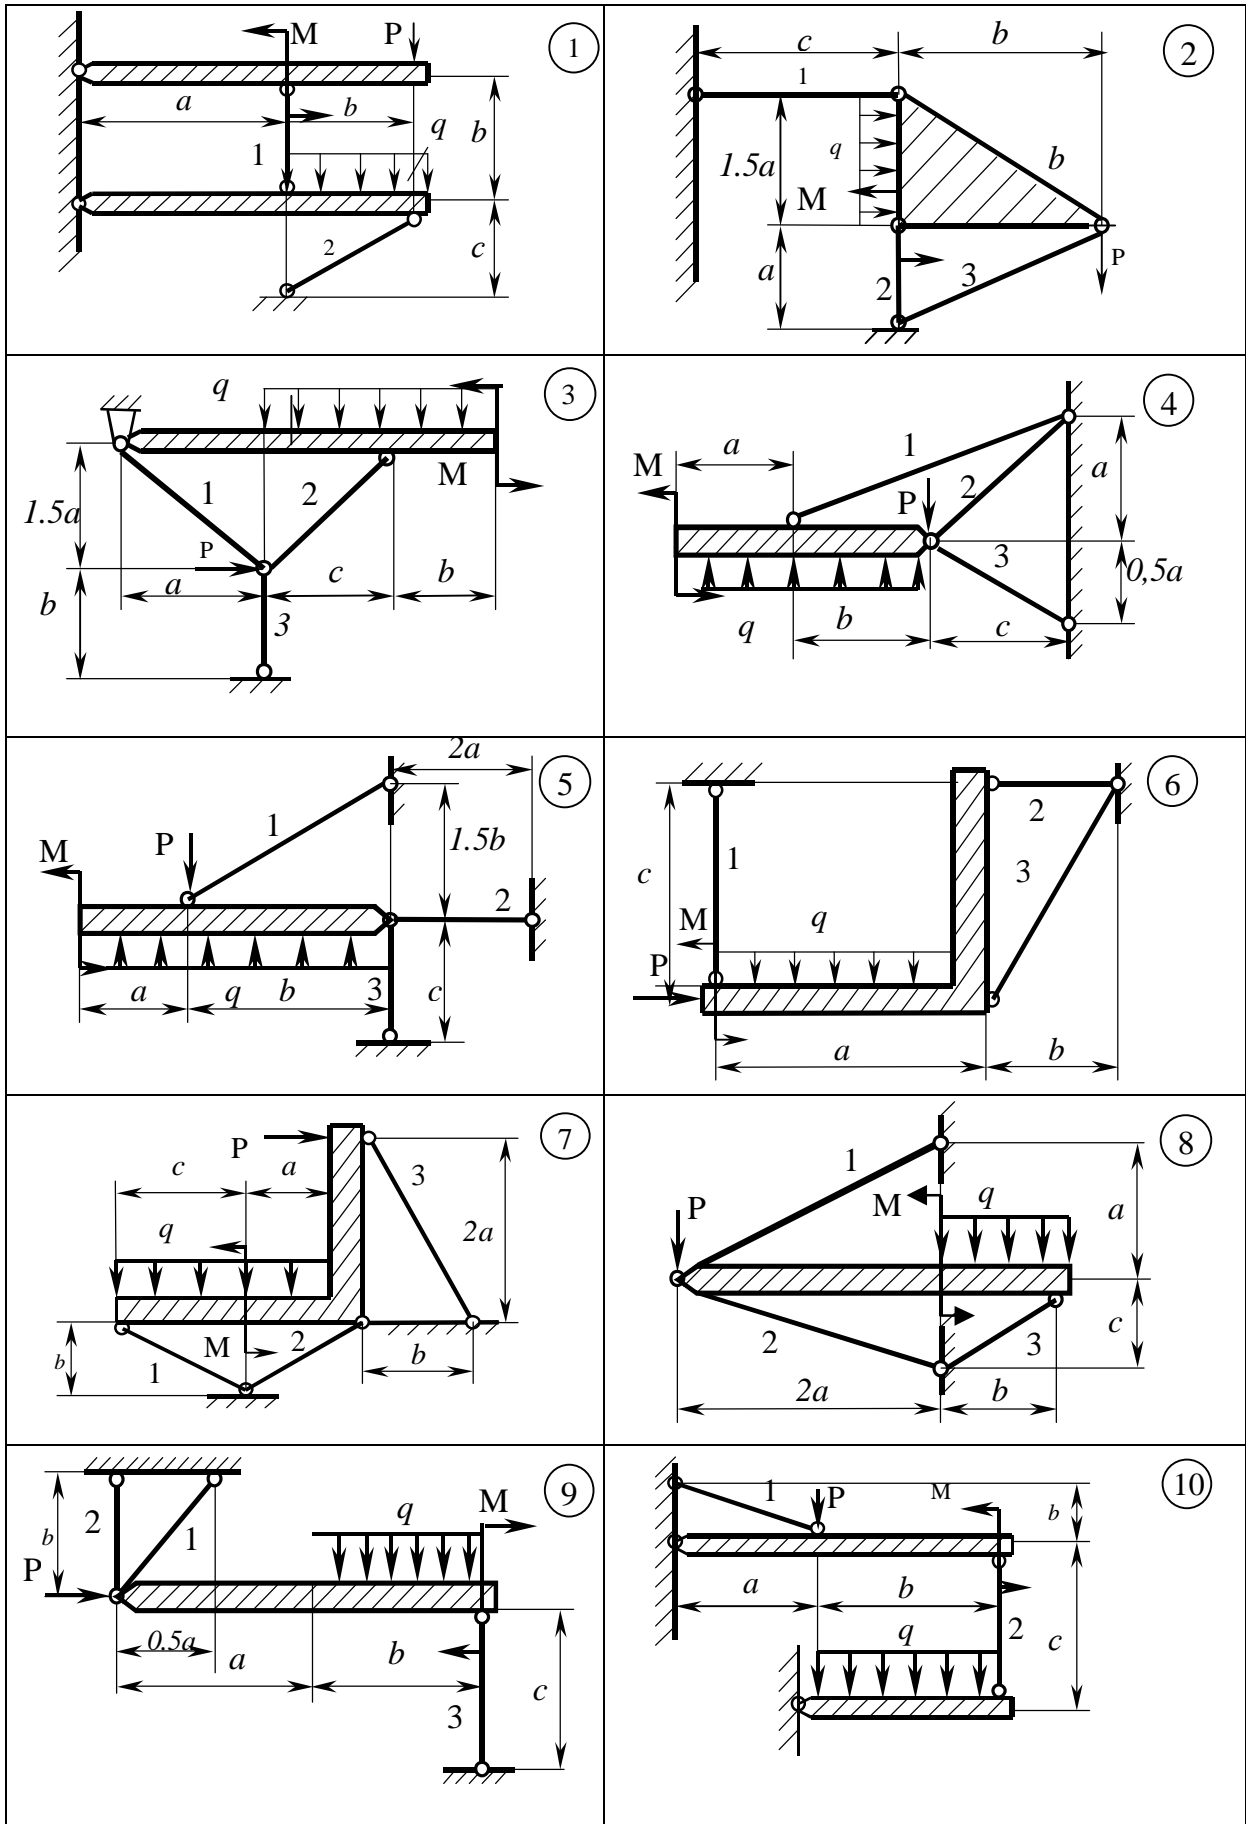 M P 1
a b q b
1
2 c
c b 2
1
q b
1.5a
M
P
a 2 3
q 3
M
1 2
1.5a
P
a c b
b 3
4
a 1
M P 2 a
3 0,5a
q b c
2a 5
1 1.5b
M P
2
a q b 3 c
6
2
1 c 3
M q
P
a b
P 7
c a 3
q 2a
M 2
b 1 b
8
1
P M q a
2 3 c
2a b
9
q M
b 2 1
P
0.5a a b
c
3
10
1 P M b
a b
q 2 c